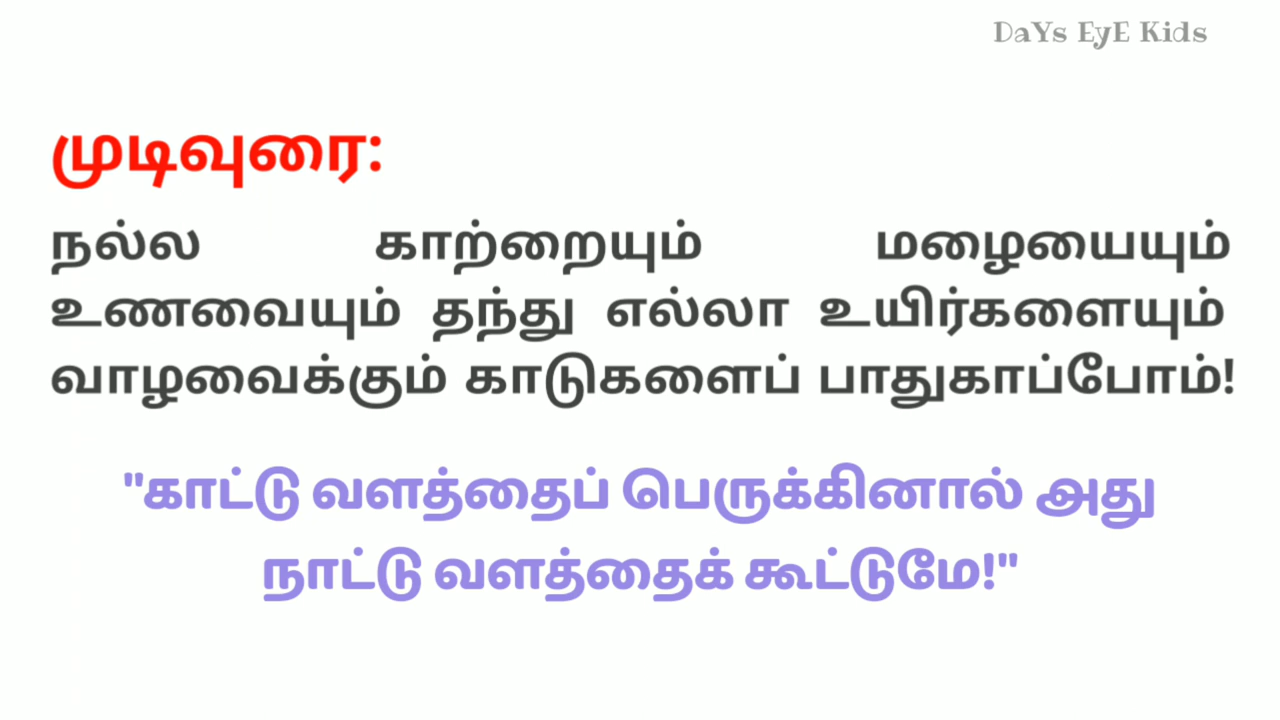 DaYs EyE Kids
முடிவுரை:
நல்ல காற்றையும் மழையையும்
உணவையும் தந்து எல்லா உயிர்களையும்
வாழவைக்கும் காடுகளைப் பாதுகாப்போம்!
"காட்டு வளத்தைப் பெருக்கினால் அது
நாட்டு வளத்தைக் கூட்டுமே!"